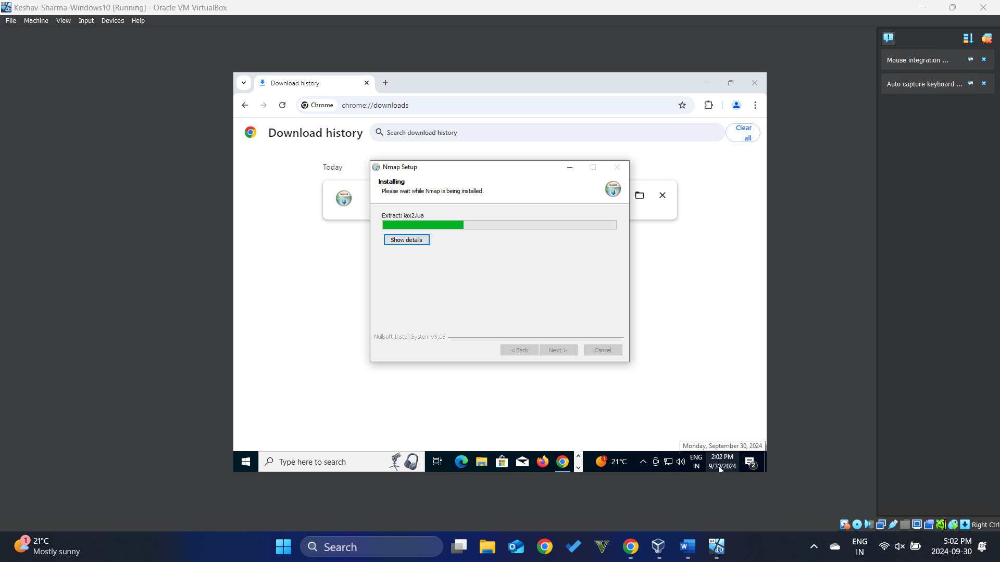 Keshav-Sharma-Windows10 [Running] - Oracle VM VirtualBox
File Machine View Input Devices Help
Mouse integration ...
Auto capture keyboard ...
Download history
Chrome chrome://downloads
Download history
Search download history
Clear
all
Today
Nmap Setup
Installing
Please wait while Nmap is being installed.
Extract: iax2.lua
Show details
Nullsoft Install System v3.08
< Back Next > Cancel
Monday, September 30, 2024
Type here to search
21°C
ENG
IN
2:02 PM
9/30/2024
2
Right Ctrl
1
21°C
Mostly sunny
Search
ENG
IN
5:02 PM
2024-09-30